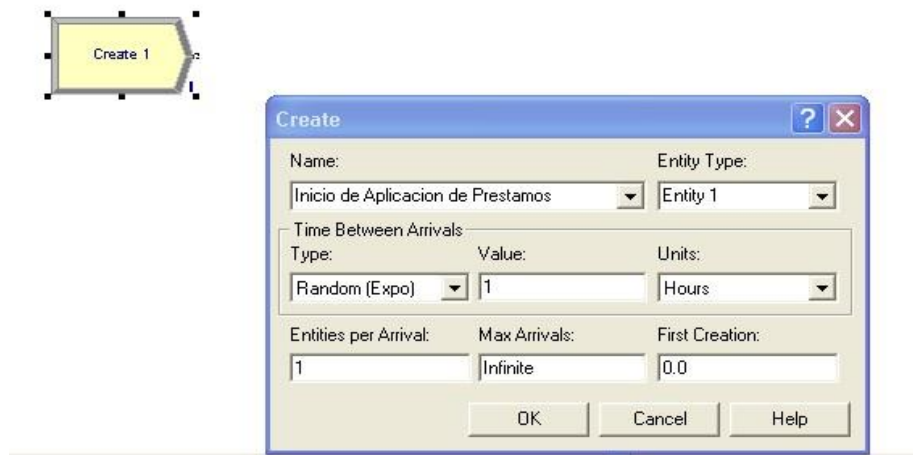 Create 1
Create
Name: Entity Type:
Inicio de Aplicacion de Prestamos Entity 1
Time Between Arrivals
Type: Value: Units:
Random (Expo) 1 Hours
Entities per Arrival: Max Arrivals: First Creation:
1 Infinite 0.0
OK Cancel Help